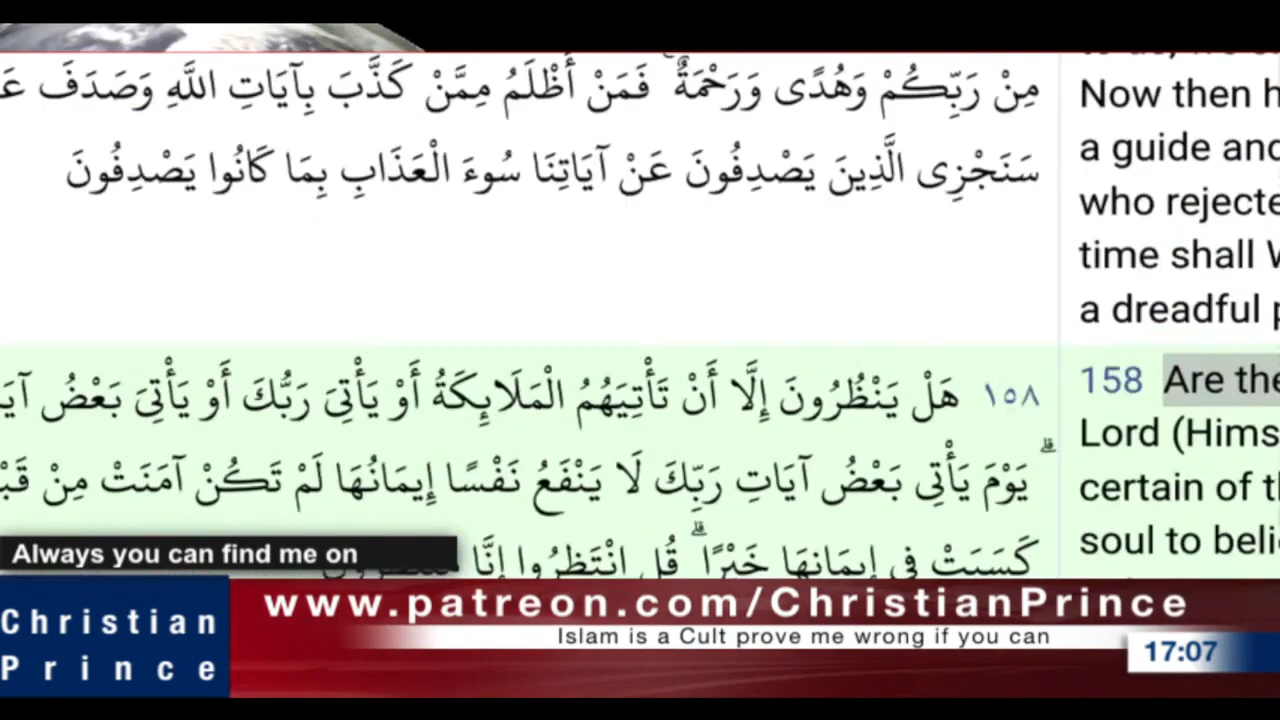 مِنْ رَبِّكُمْ وَهُدًى وَرَحْمَةٌ ۚ فَمَنْ أَظْلَمُ مِمَّنْ كَذَّبَ بِآيَاتِ اللَّهِ وَصَدَفَ
سَنَجْزِي الَّذِينَ يَصْدِفُونَ عَنْ آيَاتِنَا سُوءَ الْعَذَابِ بِمَا كَانُوا يَصْدِفُونَ
Now then h
a guide and
who rejecte
time shall W
a dreadful p
١٥٨ هَلْ يَنْظُرُونَ إِلَّا أَنْ تَأْتِيَهُمُ الْمَلَائِكَةُ أَوْ يَأْتِيَ رَبُّكَ أَوْ يَأْتِيَ بَعْضُ
ۗ يَوْمَ يَأْتِي بَعْضُ آيَاتِ رَبِّكَ لَا يَنْفَعُ نَفْسًا إِيمَانُهَا لَمْ تَكُنْ آمَنَتْ مِنْ
كَسَبَتْ فِي إِيمَانِهَا خَيْرًا ۗ قُلِ انْتَظِرُوا إِنَّا
158 Are the
Lord (Hims
certain of t
soul to beli
Always you can find me on
Christian
Prince
www.patreon.com/ChristianPrince
Islam is a Cult prove me wrong if you can
17:07